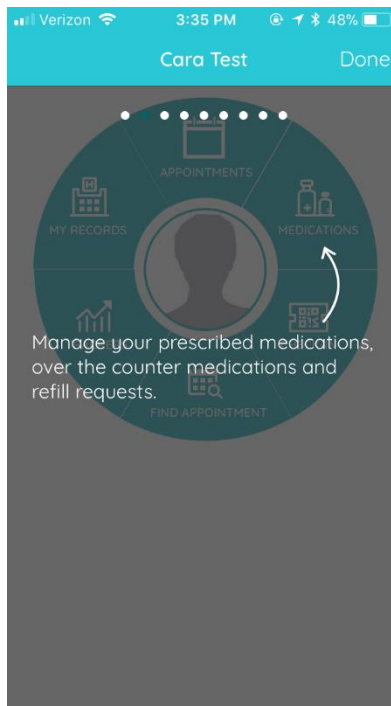 Verizon 3:35 PM 48%
Cara Test Done
APPOINTMENTS
MY RECORDS
MEDICATIONS
Manage your prescribed medications,
over the counter medications and
refill requests.
FIND APPOINTMENT